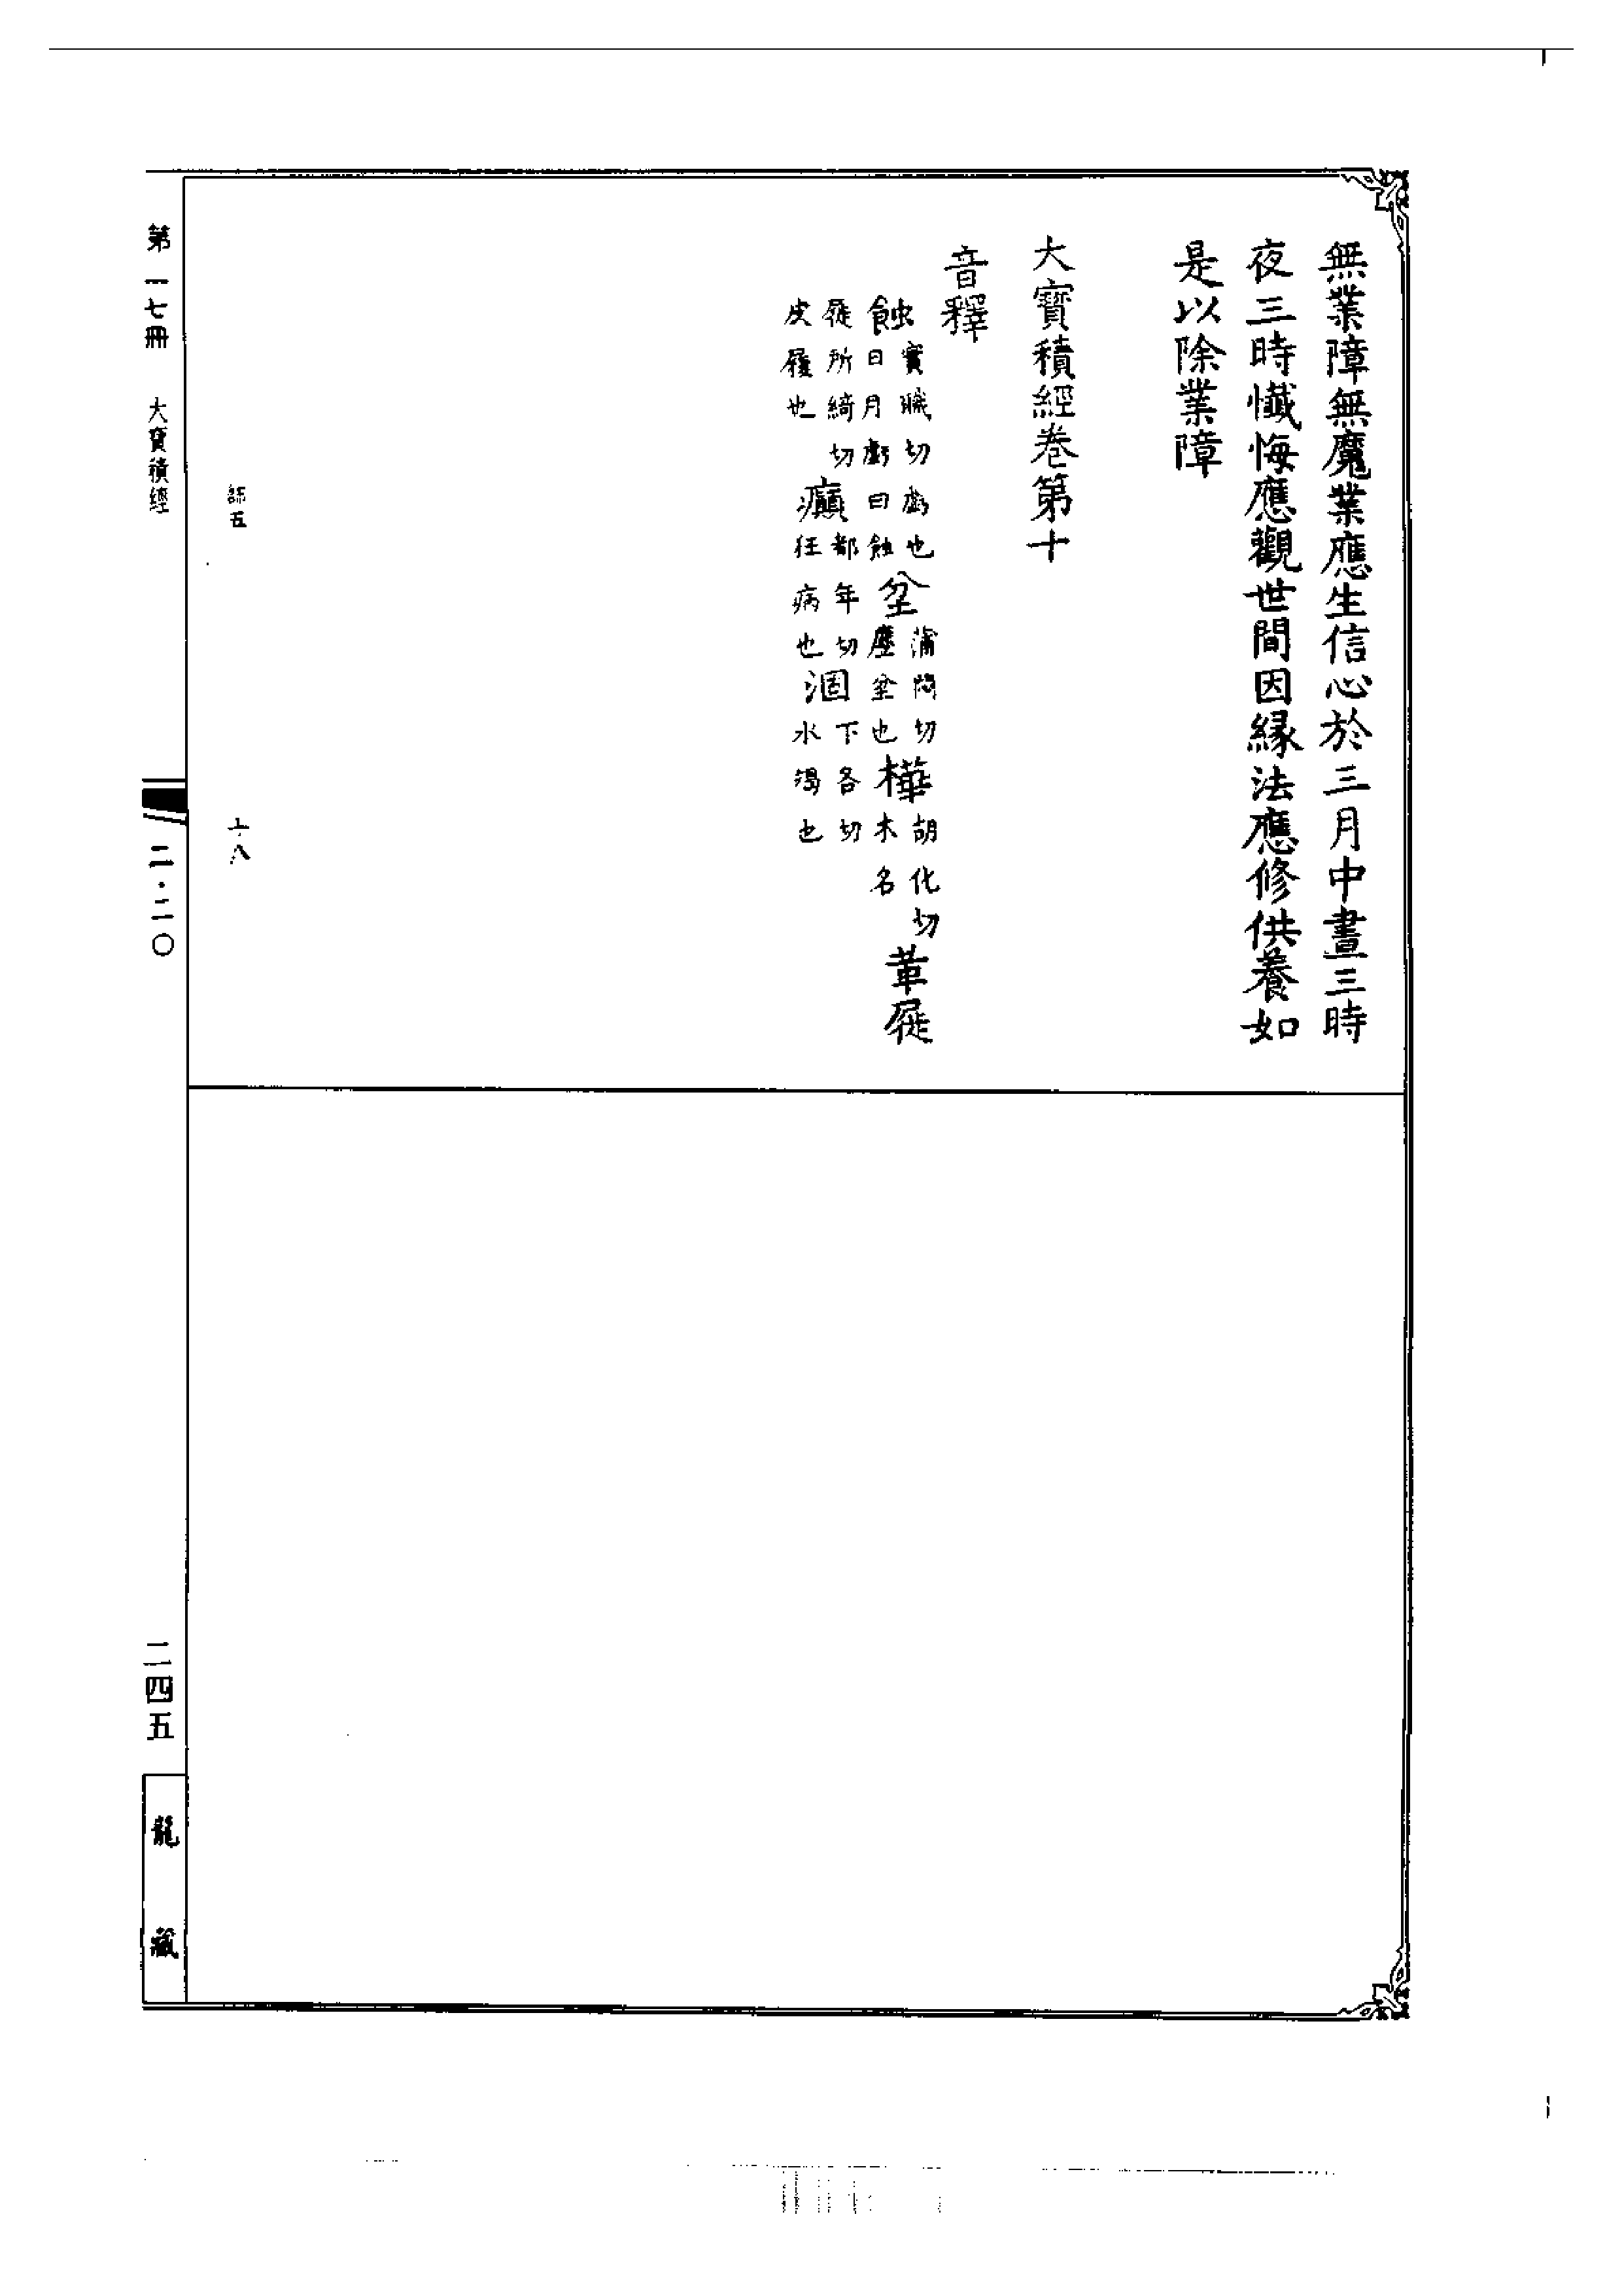 無業障無魔業應生信心於三月中晝三時
夜三時懺悔應觀世間因緣法應修供養如
是以除業障
大寶積經卷第十
音釋
蝕實職切虧也日月虧曰蝕 坌蒲悶切塵坌也 樺胡化切木名 革屣
屣所綺切皮履也 癲都年切狂病也 涸下各切水竭也
師五 十八
第一七冊 大寶積經 二·二〇 二四五 龍藏